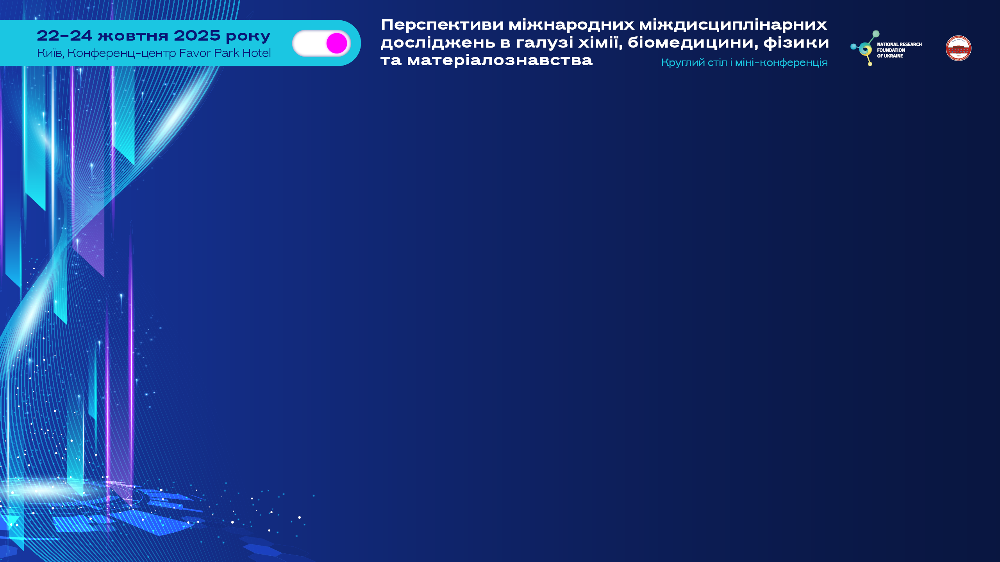 22–24 жовтня 2025 року
Київ, Конференц-центр Favor Park Hotel
Перспективи міжнародних міждисциплінарних
досліджень в галузі хімії, біомедицини, фізики
та матеріалознавства
Круглий стіл і міні-конференція
NATIONAL RESEARCH
FOUNDATION
OF UKRAINE
1834